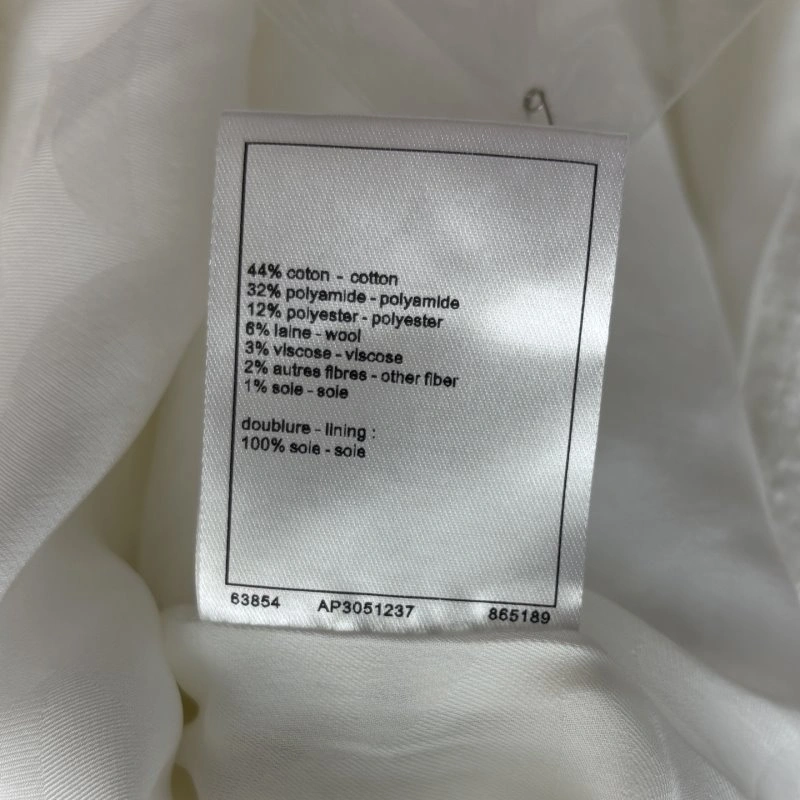 44% coton - cotton
32% polyamide - polyamide
12% polyester - polyester
6% laine - wool
3% viscose - viscose
2% autres fibres - other fiber
1% soie - soie
doublure - lining :
100% soie - soie
63854 AP3051237 865189